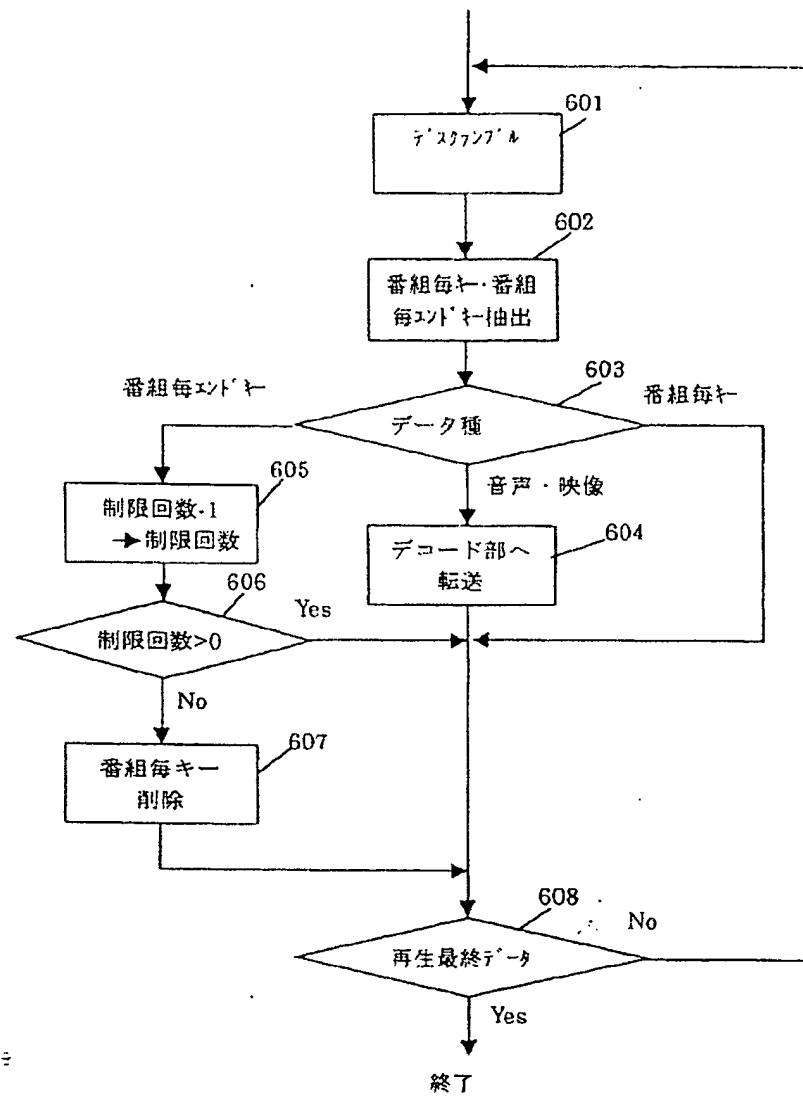 601
ﾃﾞｽｸｧﾝﾌﾞﾙ
602
番組毎ｷｰ・番組
毎ｴﾝﾄﾞｷｰ抽出
603
番組毎ｴﾝﾄﾞｷｰ
番組毎ｷｰ
データ種
605
音声・映像
制限回数-1
→制限回数
604
デコード部へ
転送
606
Yes
制限回数>0
No
607
番組毎キー
削除
608
No
再生最終ﾃﾞｰﾀ
Yes
終了